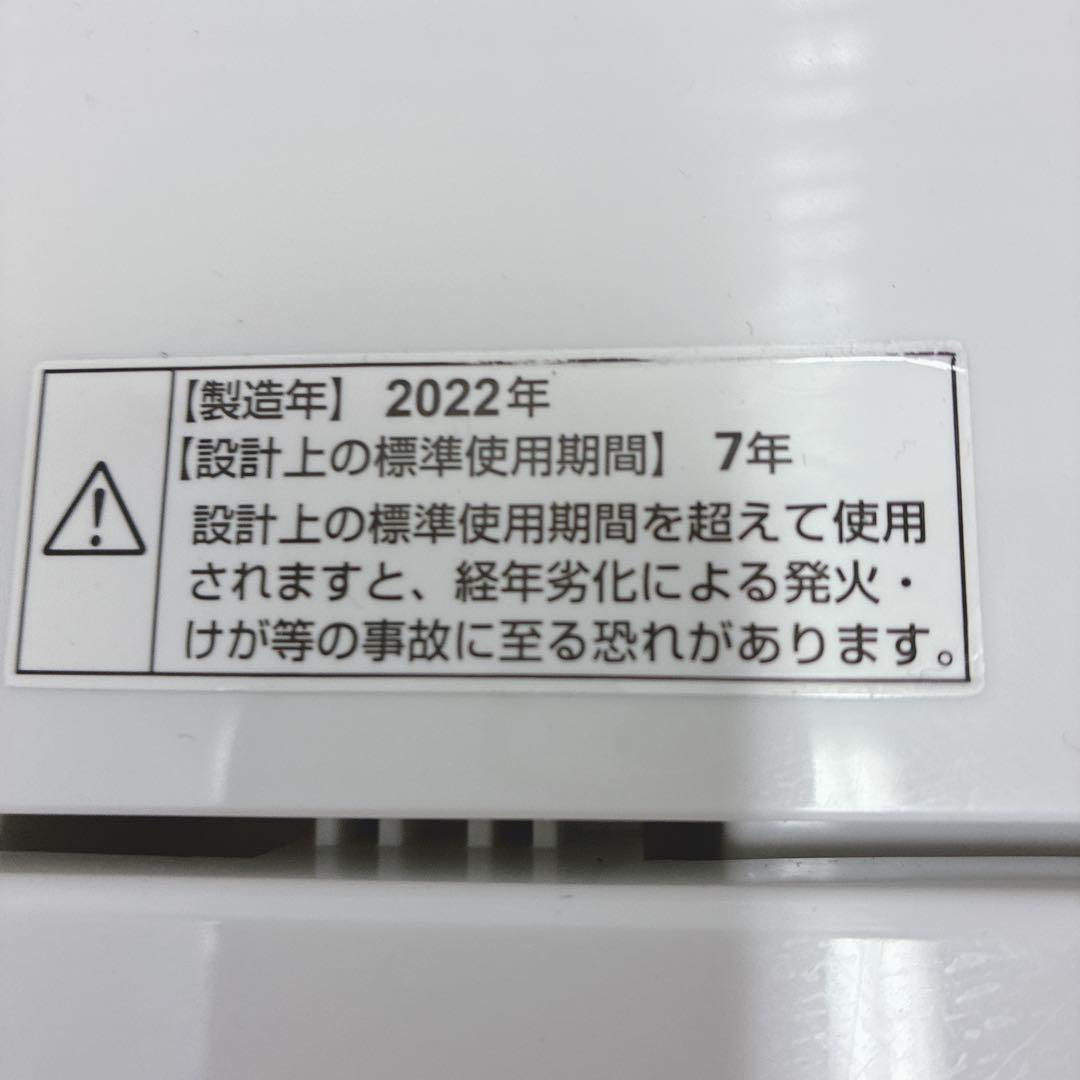 【製造年】 2022年
【設計上の標準使用期間】 7年
設計上の標準使用期間を超えて使用
されますと、経年劣化による発火・
けが等の事故に至る恐れがあります。